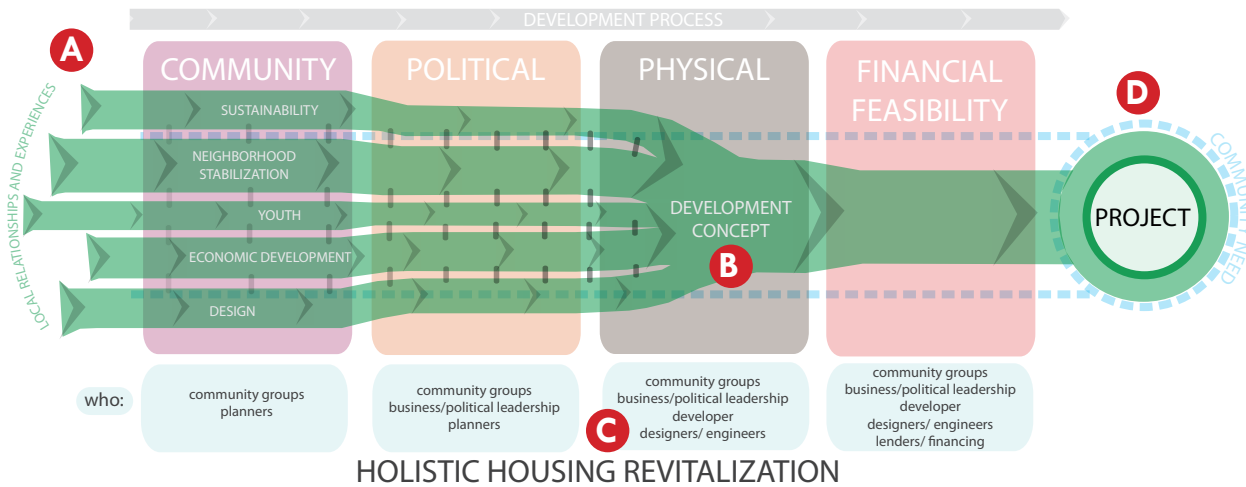 DEVELOPMENT PROCESS
A
COMMUNITY
POLITICAL
PHYSICAL
FINANCIAL
FEASIBILITY
D
LOCAL RELATIONSHIPS AND EXPERIENCES
SUSTAINABILITY
NEIGHBORHOOD
STABILIZATION
YOUTH
ECONOMIC DEVELOPMENT
DESIGN
DEVELOPMENT
CONCEPT
B
PROJECT
COMMUNITY NEED
who:
community groups
planners
community groups
business/political leadership
planners
C
community groups
business/political leadership
developer
designers/ engineers
community groups
business/political leadership
developer
designers/ engineers
lenders/ financing
HOLISTIC HOUSING REVITALIZATION